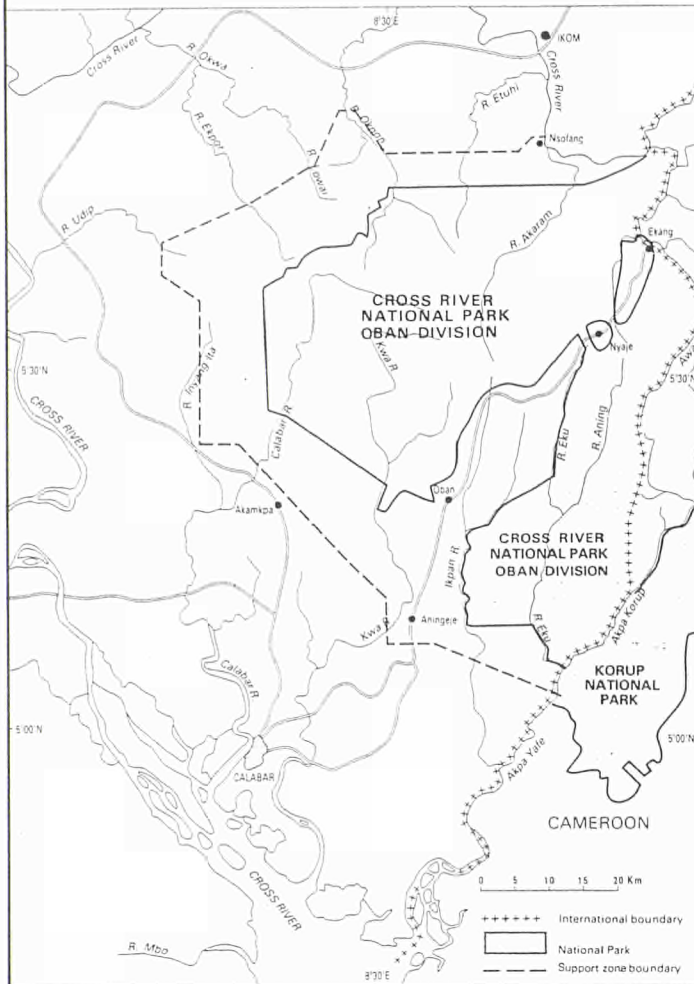 8°30'E
IKOM
Cross River
R. Okwa
Cross River
R. Etuhi
R. Ekpot
R. Okono
Nsofang
R. Udip
R. Akaram
Ekang
CROSS RIVER
NATIONAL PARK
OBAN DIVISION
Kwa R
Nyaje
5°30'N
5°30'N
R. Inyang Ita
Calabar R
CROSS RIVER
R. Eku
R. Aning
Oban
Akamkpa
CROSS RIVER
NATIONAL PARK
OBAN DIVISION
Ikpan R
Akpa Korup
Kwa R
Aningeje
R. Eku
Calabar R
KORUP
NATIONAL
PARK
5°00'N
5°00'N
Akpa Yafe
CALABAR
CAMEROON
0 5 10 15 20 Km
CROSS RIVER
International boundary
National Park
Support zone boundary
R. Mbo
8°30'E